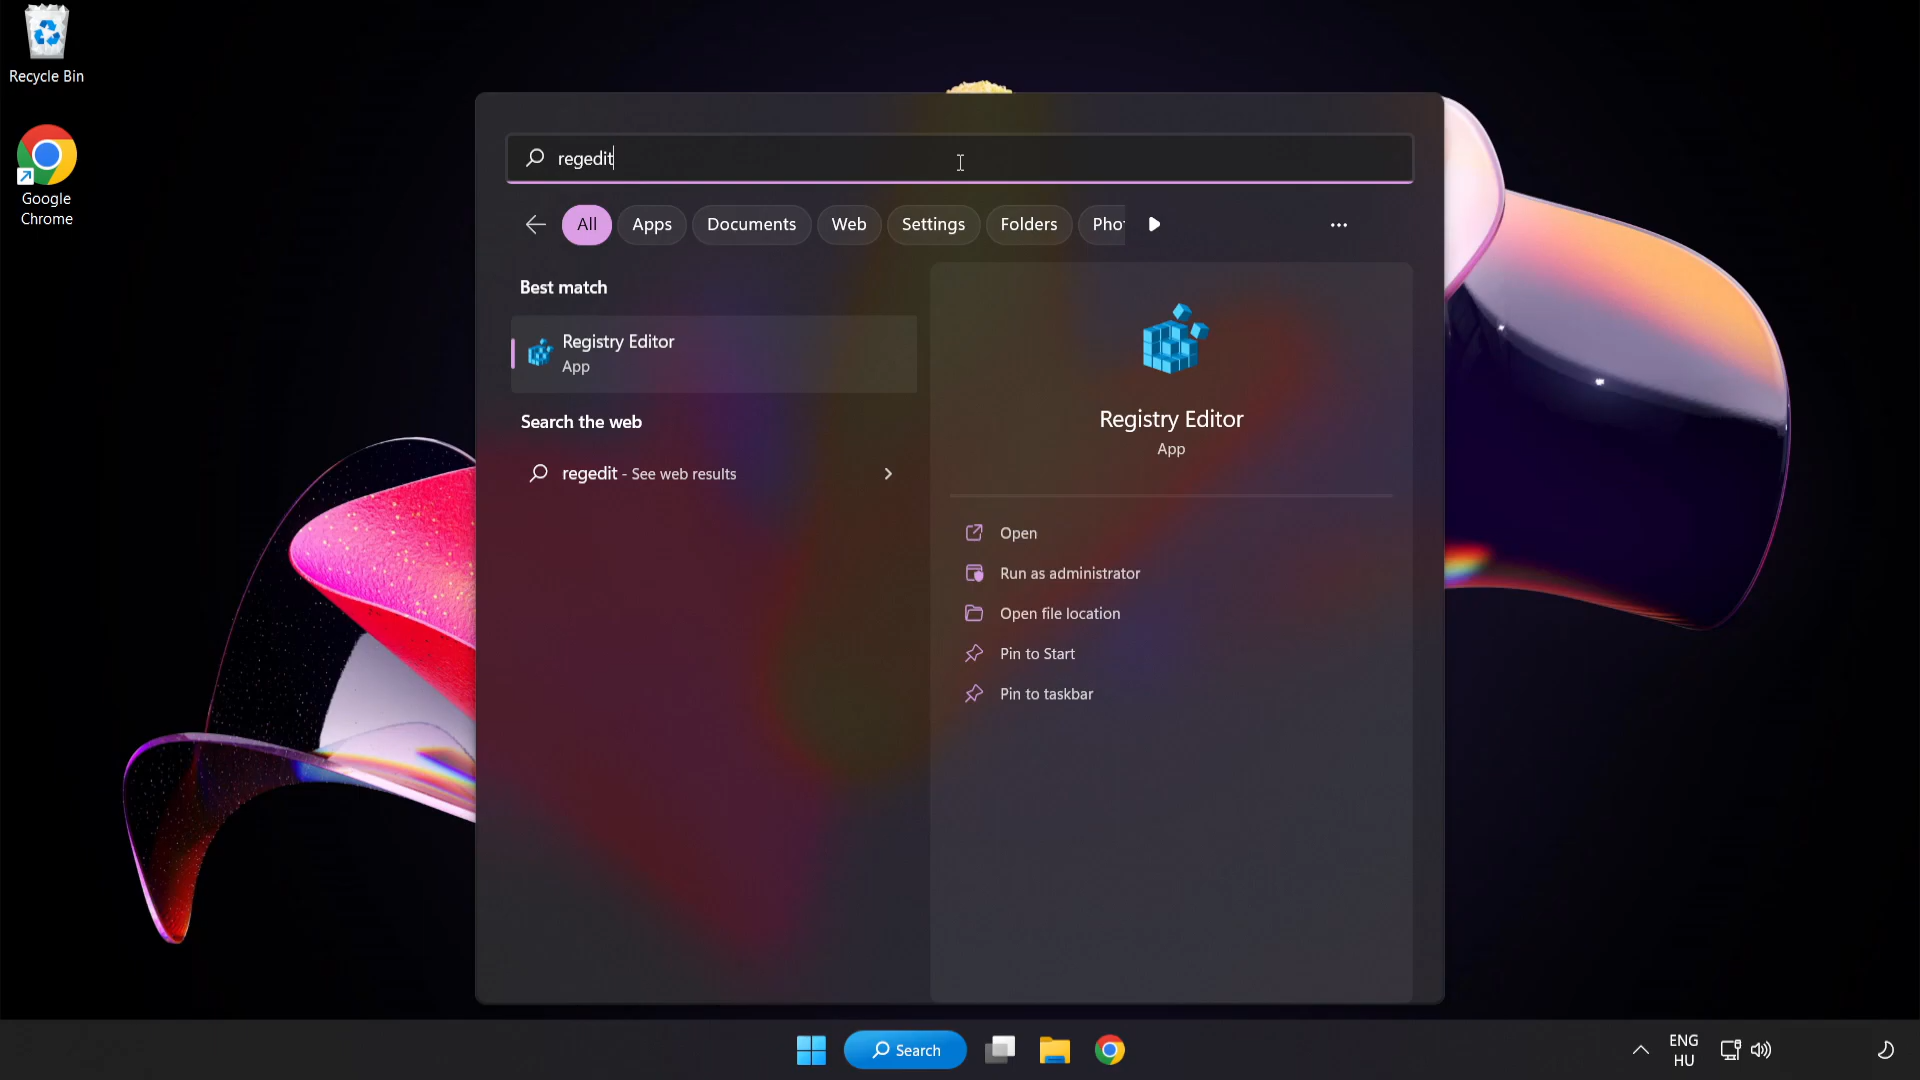 Recycle Bin
Google
Chrome
regedit
All
Apps
Documents
Web
Settings
Folders
Pho
Best match
Registry Editor
App
Search the web
regedit - See web results
Registry Editor
App
Open
Run as administrator
Open file location
Pin to Start
Pin to taskbar
Search
ENG
HU